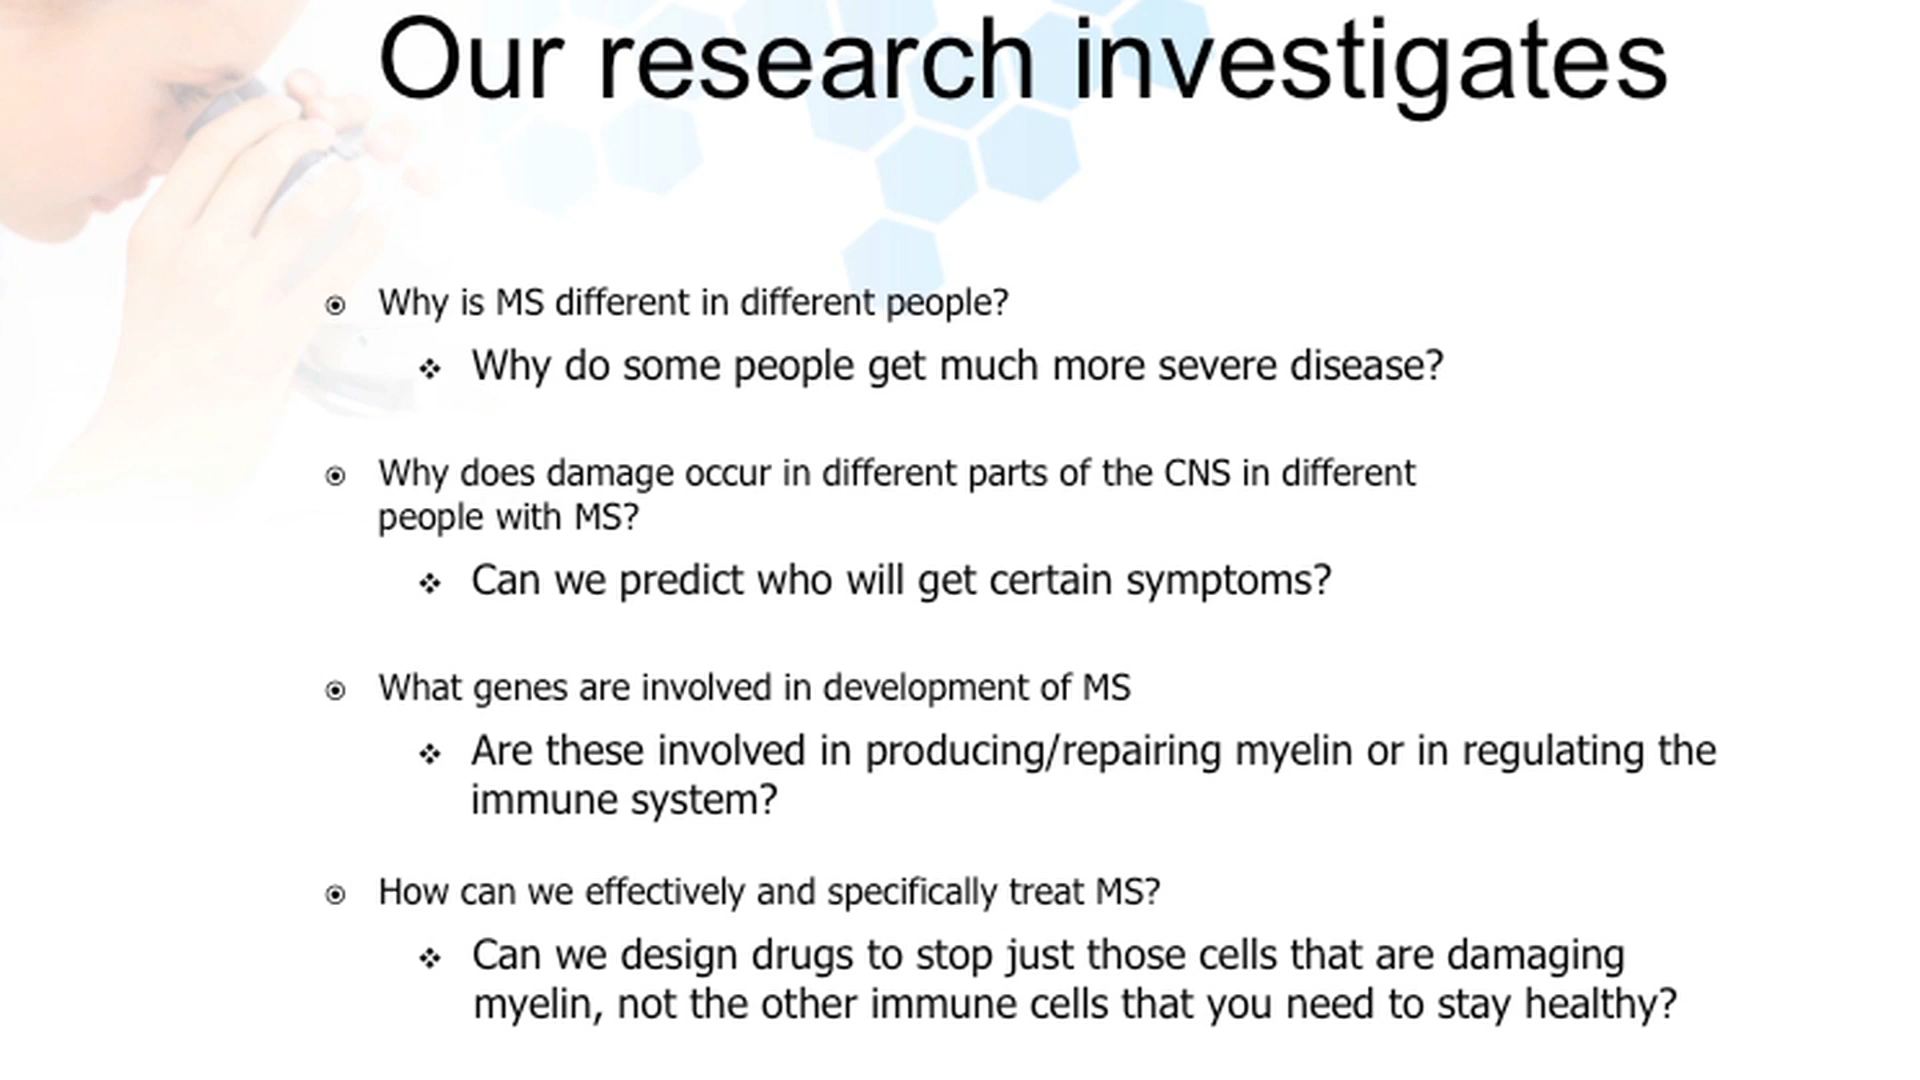 Our research investigates
Why is MS different in different people?
Why do some people get much more severe disease?
Why does damage occur in different parts of the CNS in different
people with MS?
Can we predict who will get certain symptoms?
What genes are involved in development of MS
Are these involved in producing/repairing myelin or in regulating the
immune system?
How can we effectively and specifically treat MS?
Can we design drugs to stop just those cells that are damaging
myelin, not the other immune cells that you need to stay healthy?